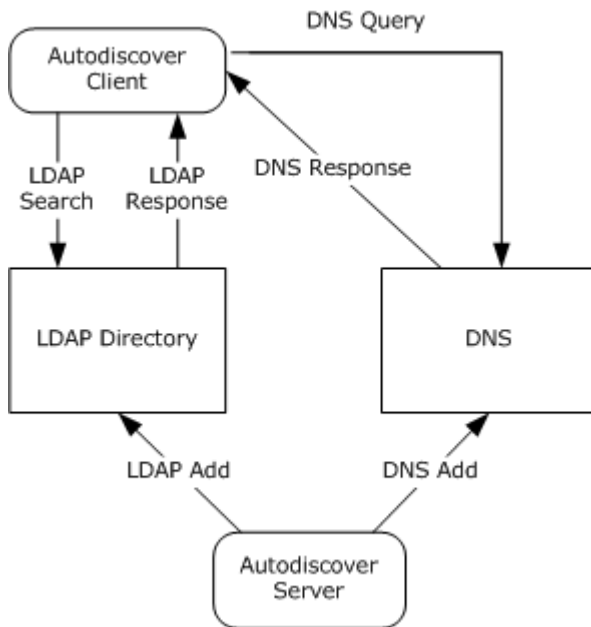 DNS Query
Autodiscover
Client
DNS Response
LDAP
Search
LDAP
Response
LDAP Directory
DNS
LDAP Add
DNS Add
Autodiscover
Server